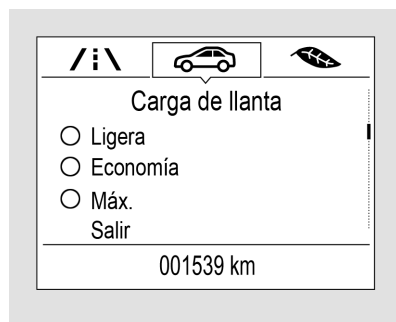 Carga de llanta
Ligera
Economía
Máx.
Salir
001539 km